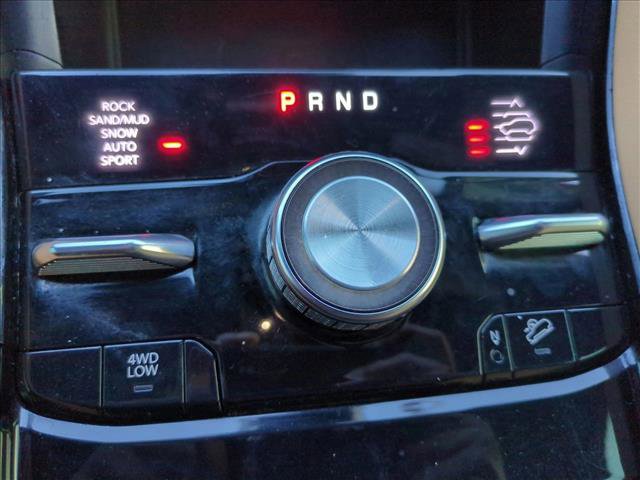 ROCK
SAND/MUD
SNOW
AUTO
SPORT
P R N D
4WD
LOW
N